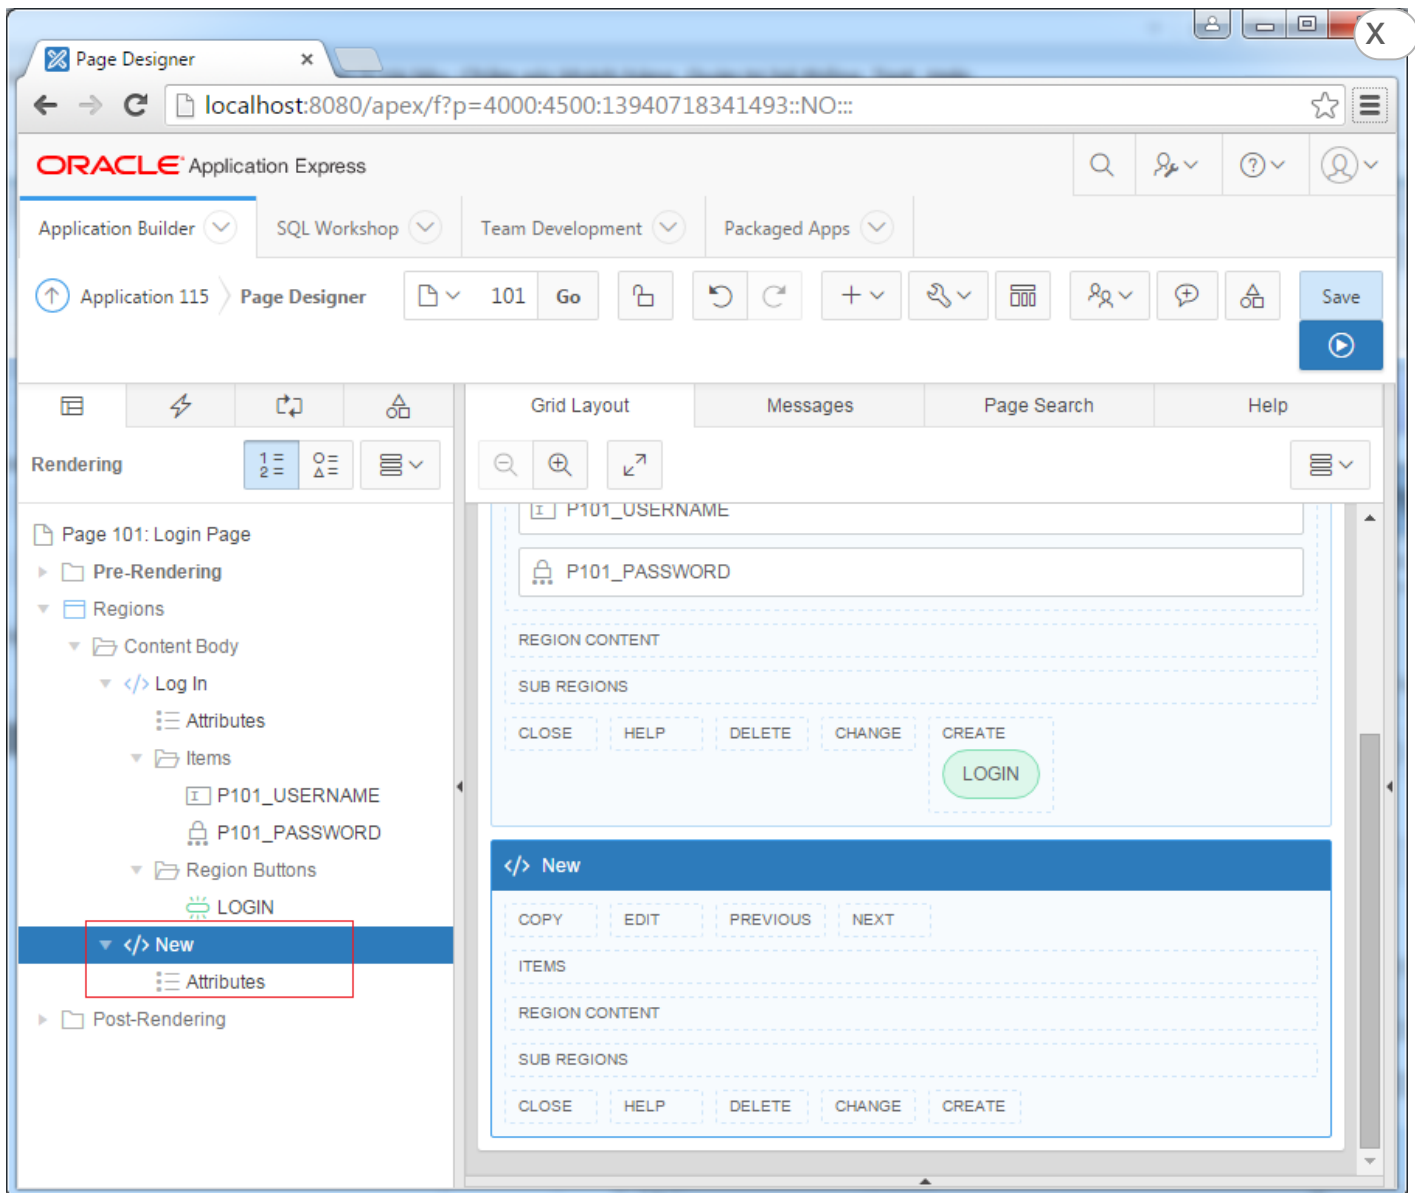 X
Page Designer
localhost:8080/apex/f?p=4000:4500:13940718341493::NO:::
ORACLE Application Express
Application Builder SQL Workshop Team Development Packaged Apps
Application 115 Page Designer 101 Go Save
Grid Layout Messages Page Search Help
Rendering
Page 101: Login Page
Pre-Rendering
Regions
Content Body
Log In
Attributes
Items
P101_USERNAME
P101_PASSWORD
Region Buttons
LOGIN
New
Attributes
Post-Rendering
P101_USERNAME
P101_PASSWORD
REGION CONTENT
SUB REGIONS
CLOSE HELP DELETE CHANGE CREATE
LOGIN
New
COPY EDIT PREVIOUS NEXT
ITEMS
REGION CONTENT
SUB REGIONS
CLOSE HELP DELETE CHANGE CREATE